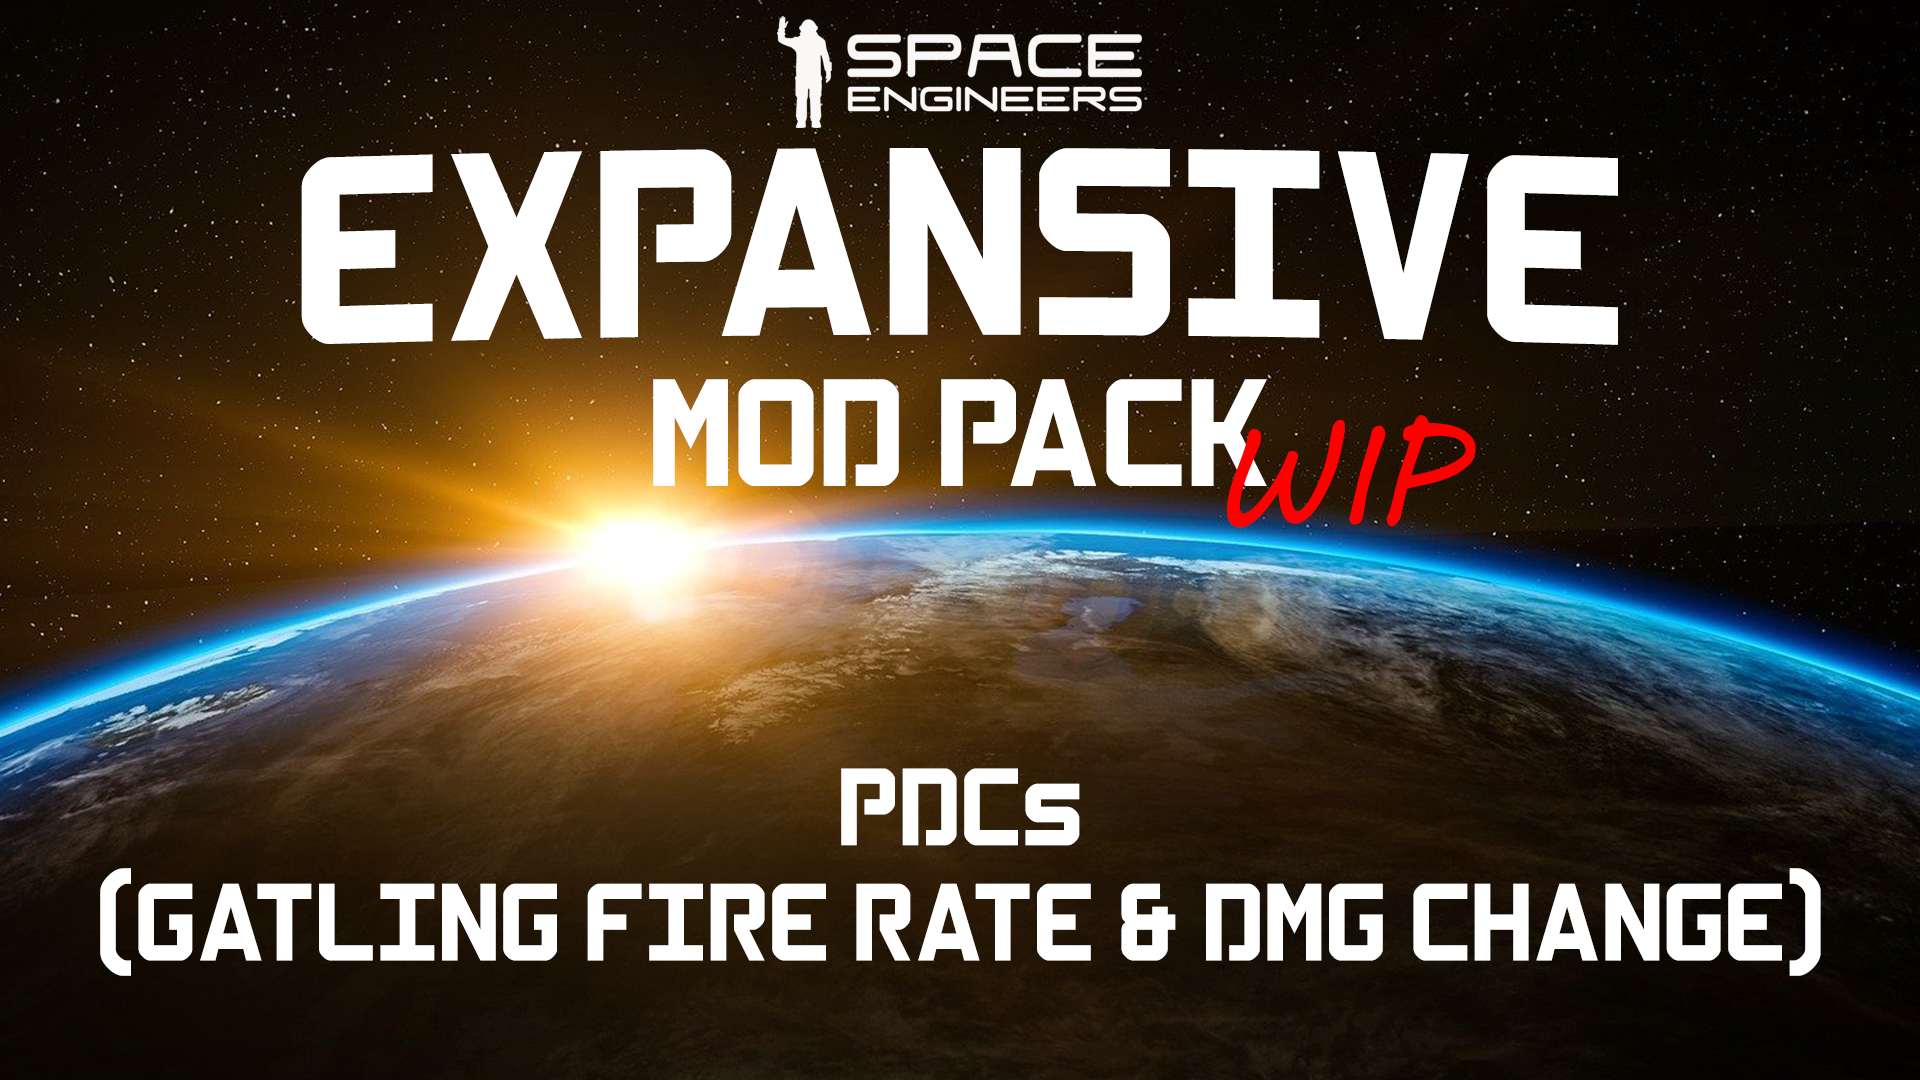 SPACE
ENGINEERS
EXPANSIVE
MOD PACK
WIP
PDCs
(GATLING FIRE RATE & DMG CHANGE)